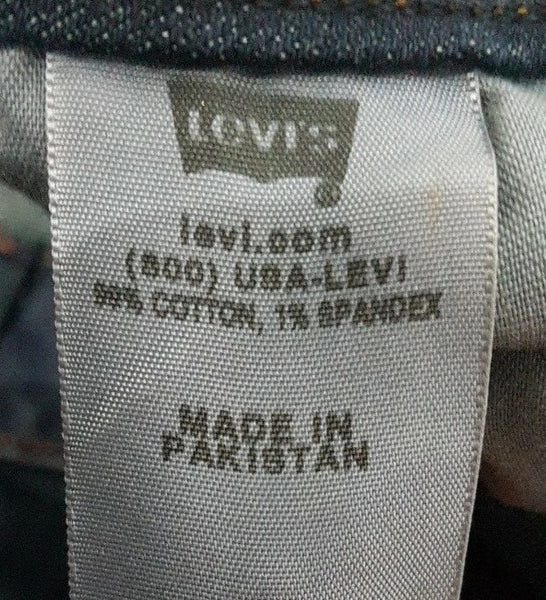 LEVI'S
®
levi.com
(800) USA-LEVI
99% COTTON, 1% SPANDEX
MADE IN
PAKISTAN